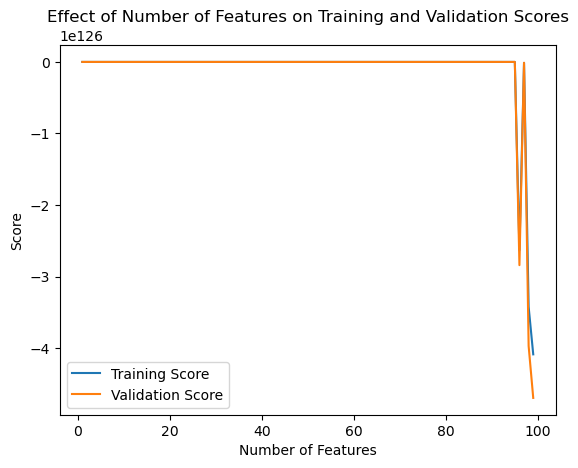 Effect of Number of Features on Training and Validation Scores
1e126
0
−1
−2
−3
−4
Score
Training Score
Validation Score
0 20 40 60 80 100
Number of Features